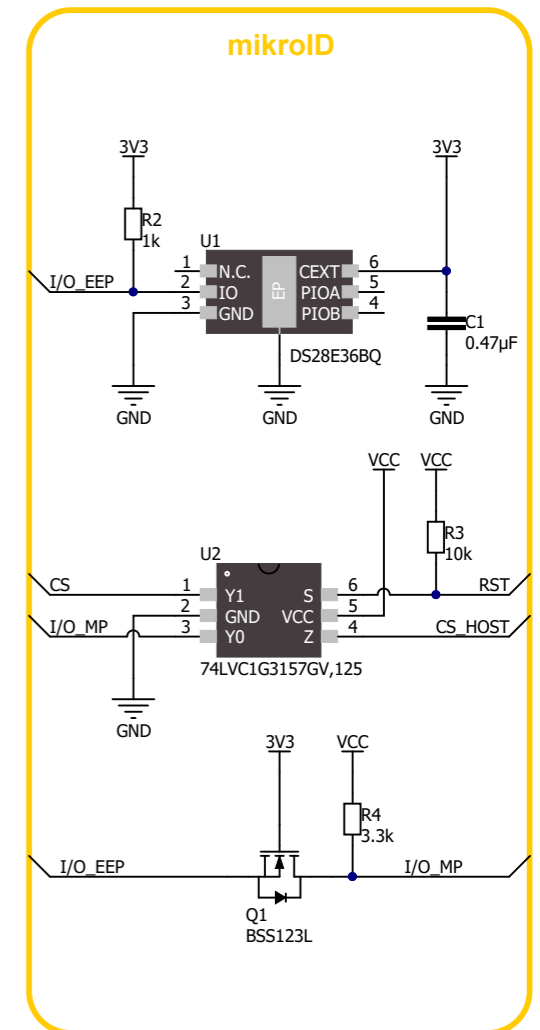 mikroID
3V3 3V3
R2
1k
U1
I/O_EEP
1 N.C. CEXT 6
2 IO EP PIOA 5
3 GND PIOB 4
C1
0.47µF
DS28E36BQ
GND GND GND
VCC VCC
R3
10k
U2
CS 1 Y1 S 6 RST
2 GND VCC 5
I/O_MP 3 Y0 Z 4 CS_HOST
74LVC1G3157GV,125
GND
3V3 VCC
R4
3.3k
I/O_EEP I/O_MP
Q1
BSS123L